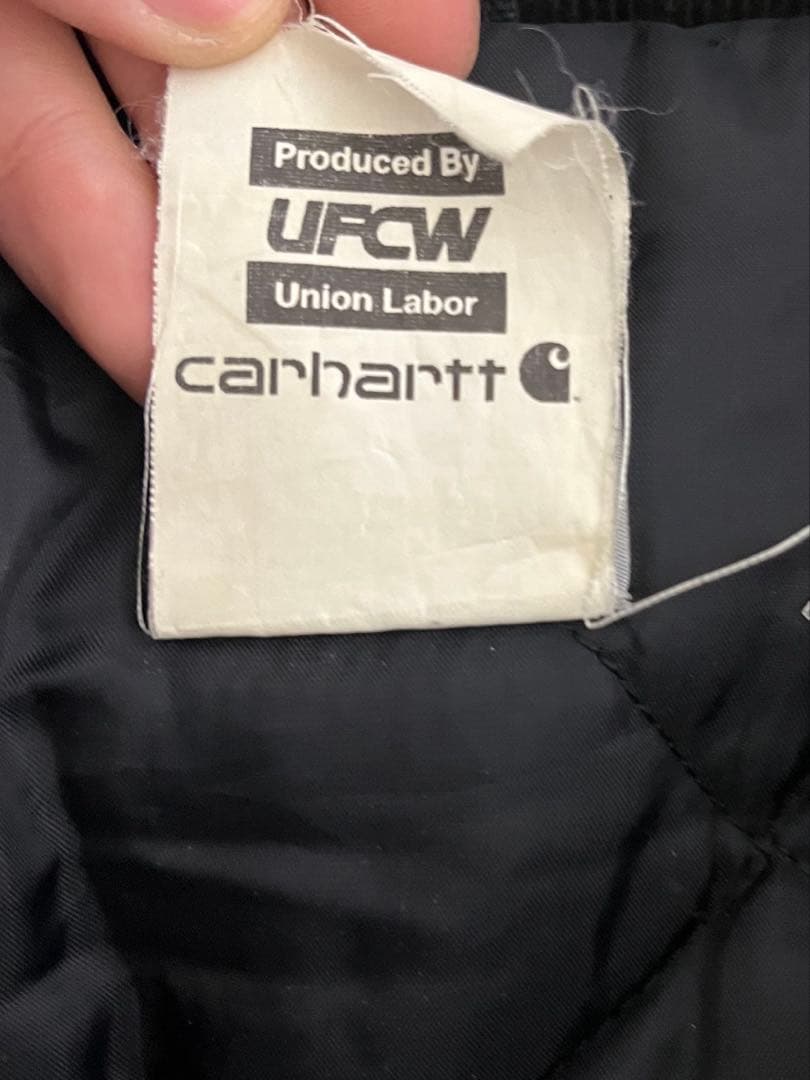 Produced By
UFCW
Union Labor
carhartt